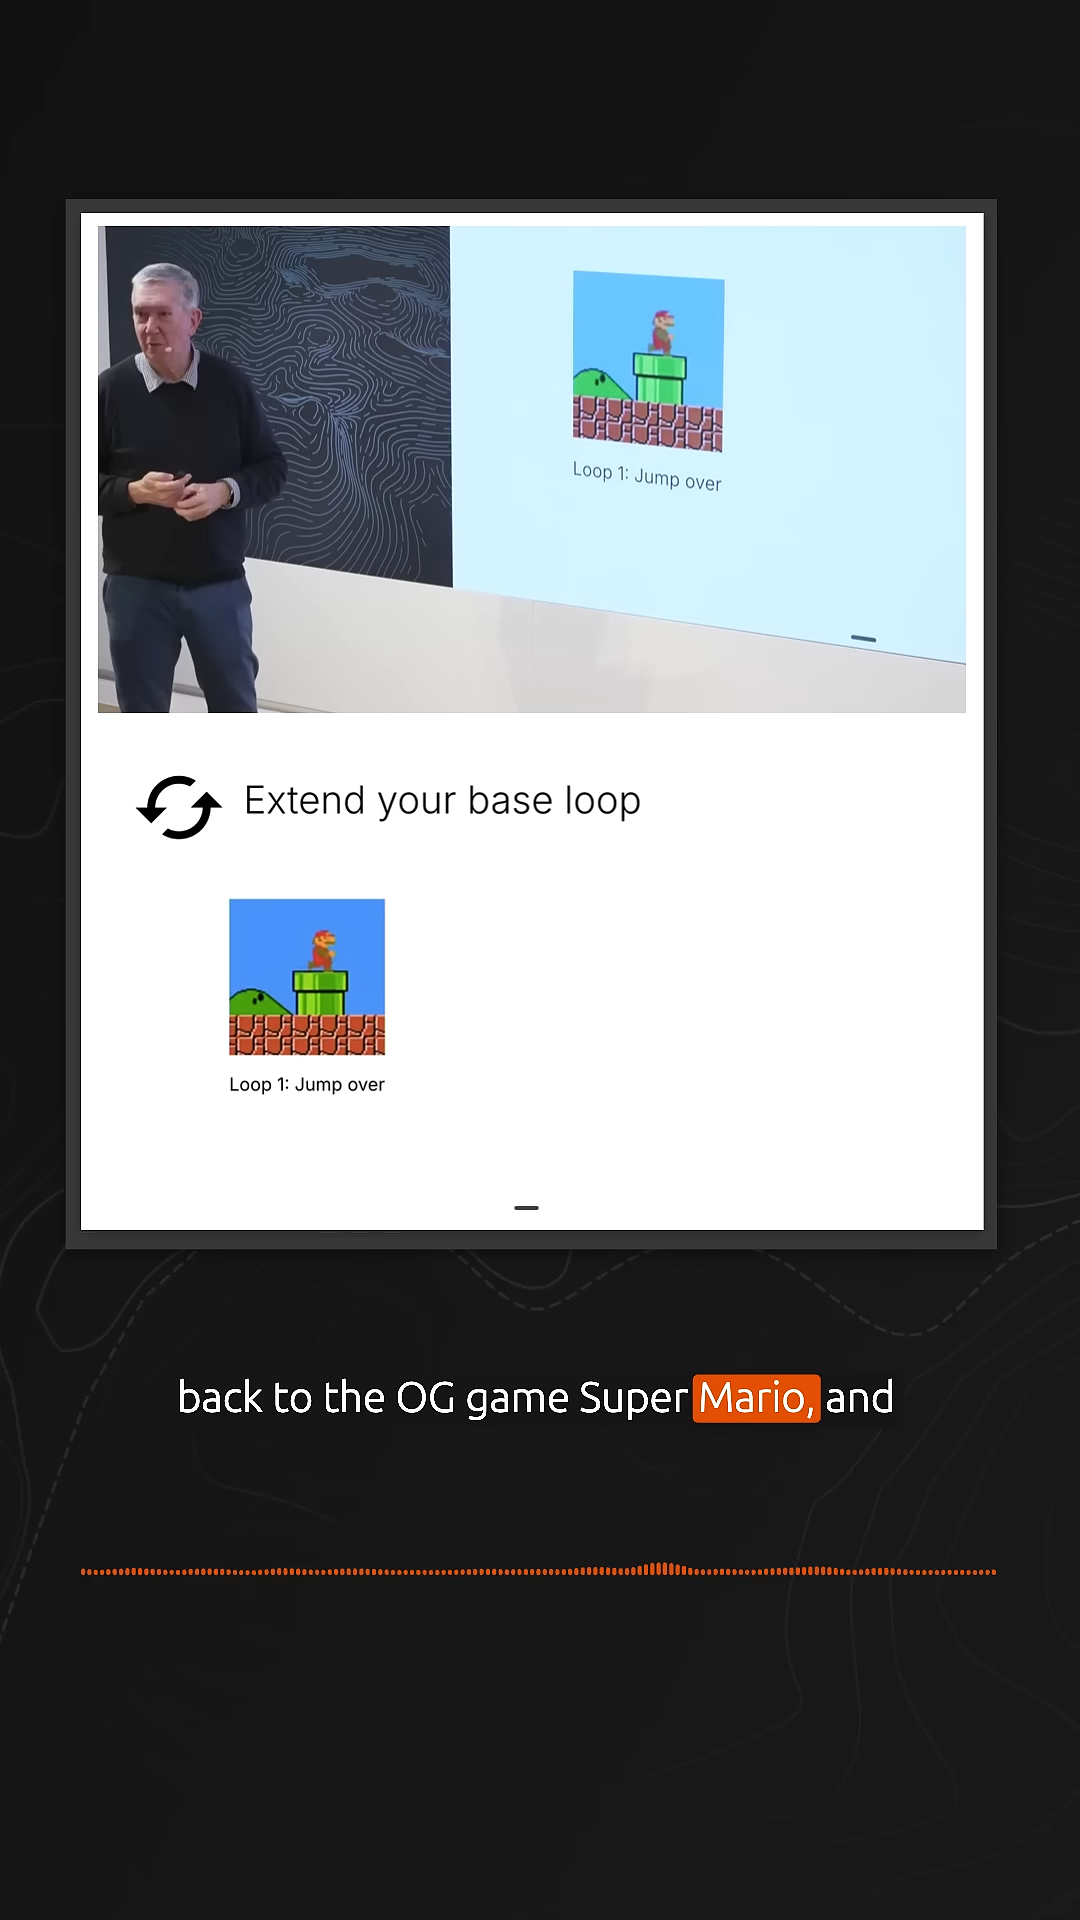 Loop 1: Jump over
Extend your base loop
Loop 1: Jump over
back to the OG game Super Mario, and